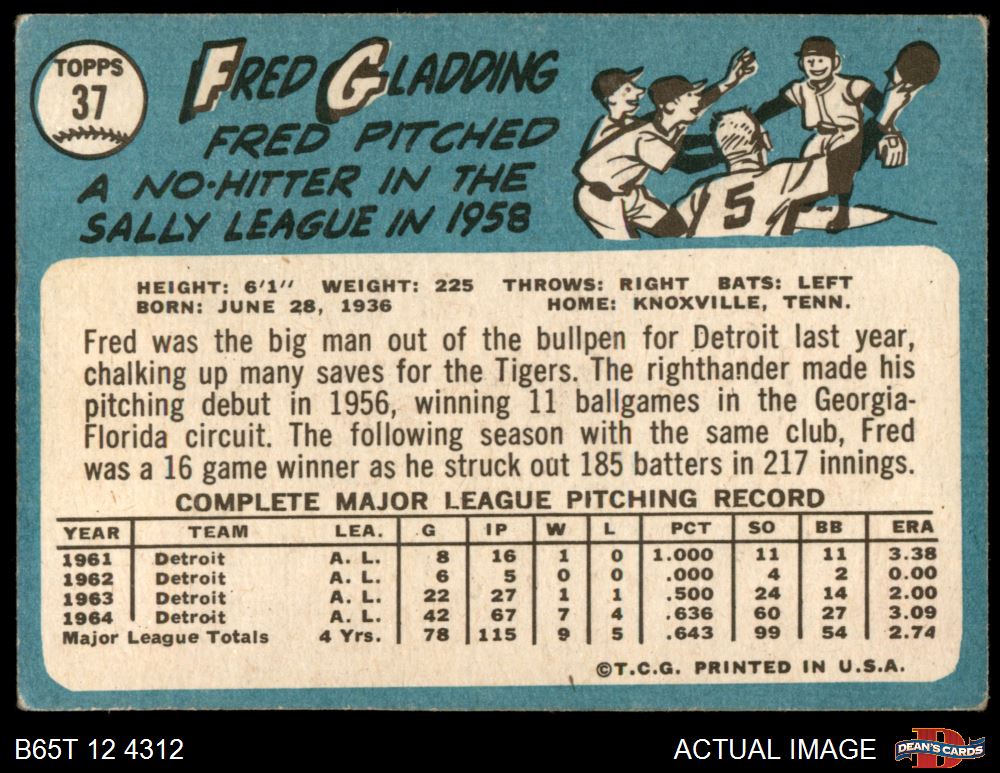 TOPPS
37
FRED GLADDING
FRED PITCHED
A NO-HITTER IN THE
SALLY LEAGUE IN 1958
5
HEIGHT: 6'1" WEIGHT: 225 THROWS: RIGHT BATS: LEFT
BORN: JUNE 28, 1936 HOME: KNOXVILLE, TENN.
Fred was the big man out of the bullpen for Detroit last year,
chalking up many saves for the Tigers. The righthander made his
pitching debut in 1956, winning 11 ballgames in the Georgia-
Florida circuit. The following season with the same club, Fred
was a 16 game winner as he struck out 185 batters in 217 innings.
COMPLETE MAJOR LEAGUE PITCHING RECORD
YEAR TEAM LEA. G IP W L PCT SO BB ERA
1961 Detroit A. L. 8 16 1 0 1.000 11 11 3.38
1962 Detroit A. L. 6 5 0 0 .000 4 2 0.00
1963 Detroit A. L. 22 27 1 1 .500 24 14 2.00
1964 Detroit A. L. 42 67 7 4 .636 60 27 3.09
Major League Totals 4 Yrs. 78 115 9 5 .643 99 54 2.74
©T.C.G. PRINTED IN U.S.A.
B65T 12 4312 ACTUAL IMAGE D DEAN'S CARDS